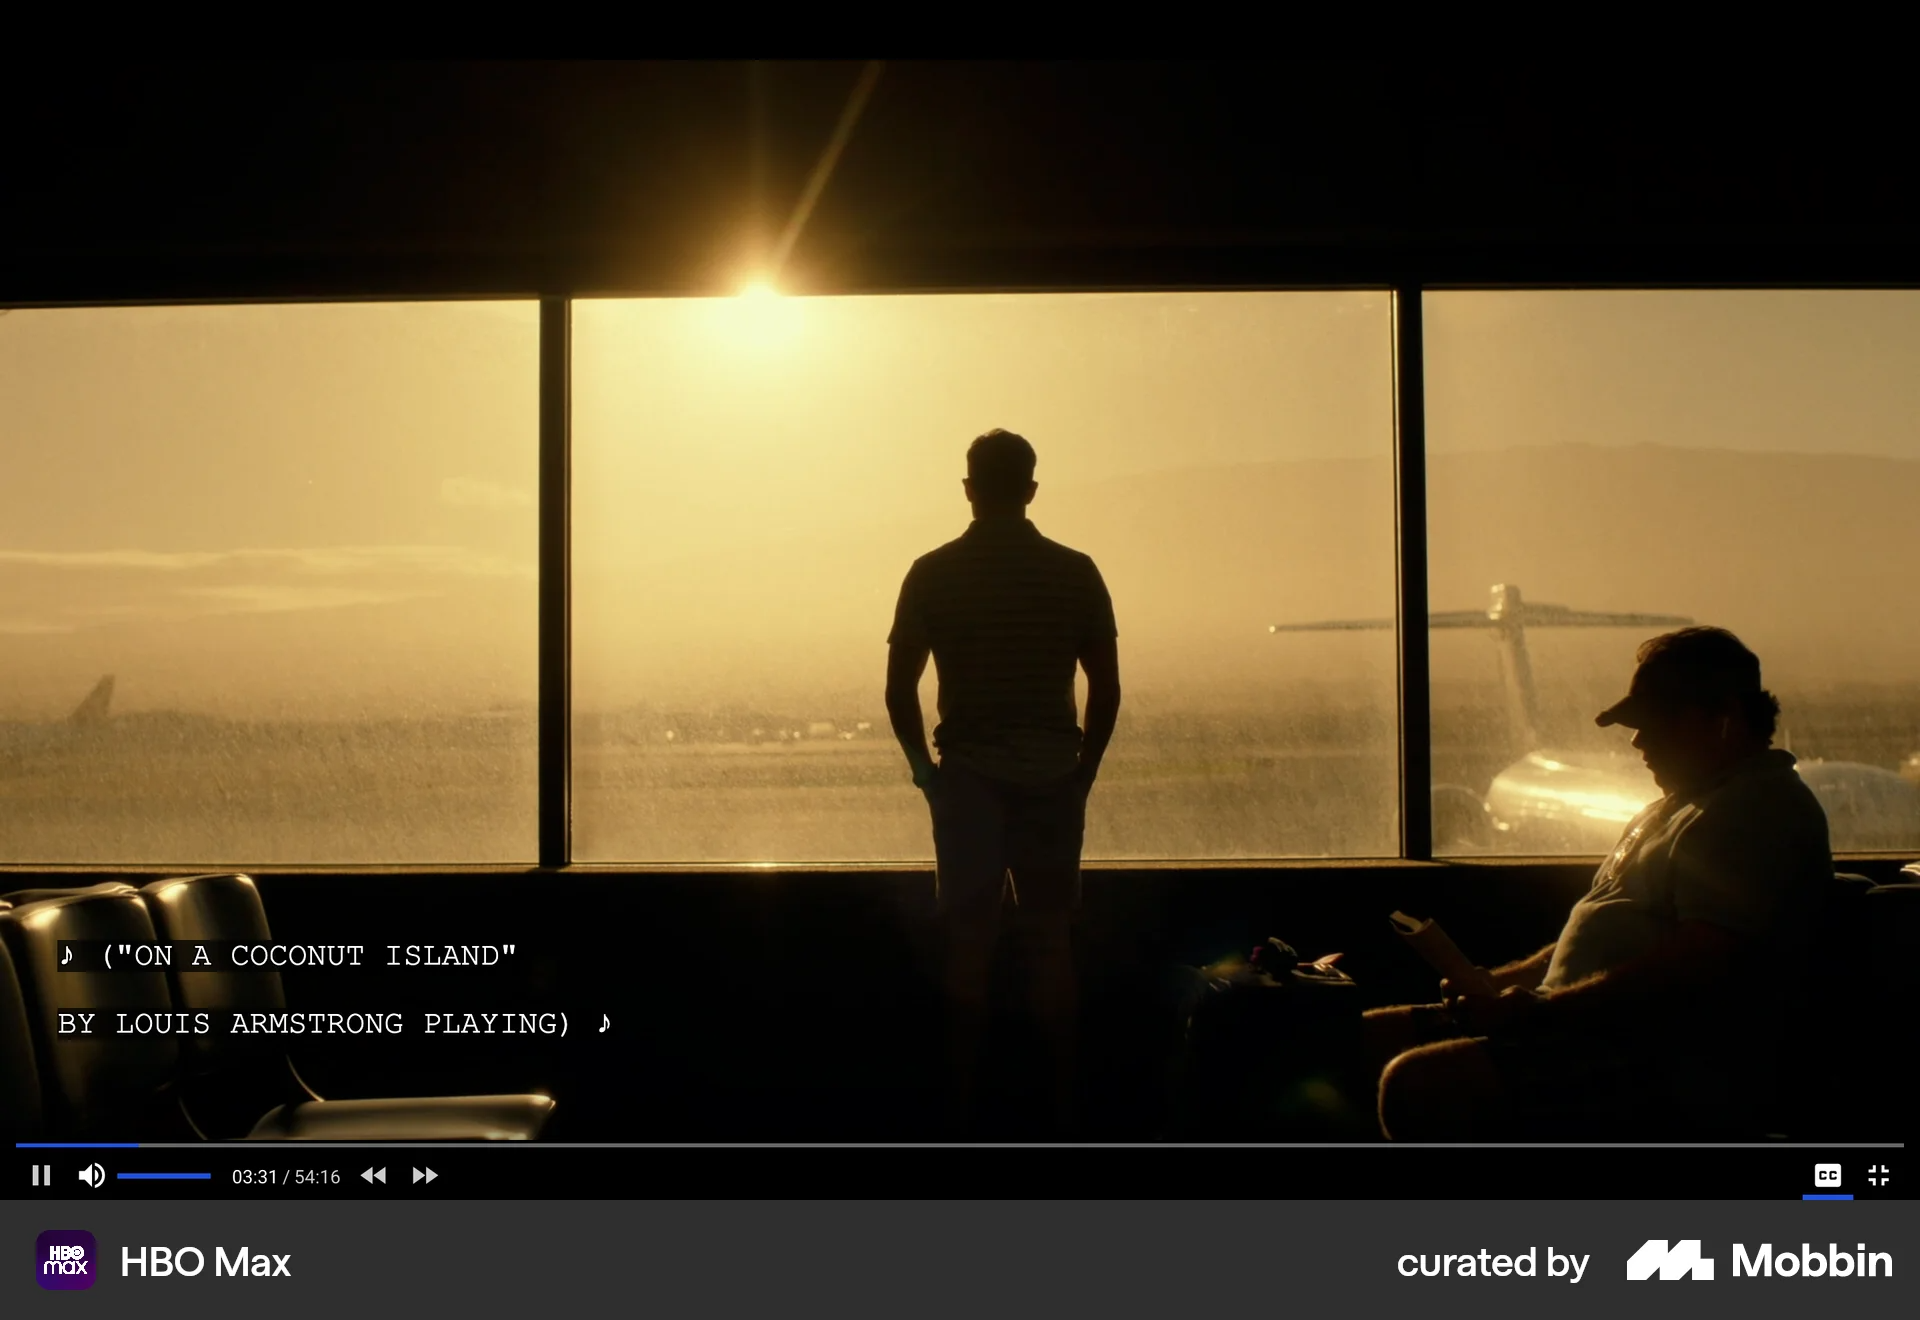 ♪ ("ON A COCONUT ISLAND"
BY LOUIS ARMSTRONG PLAYING) ♪
03:31 / 54:16
CC
HBO
max
HBO Max
curated by
Mobbin